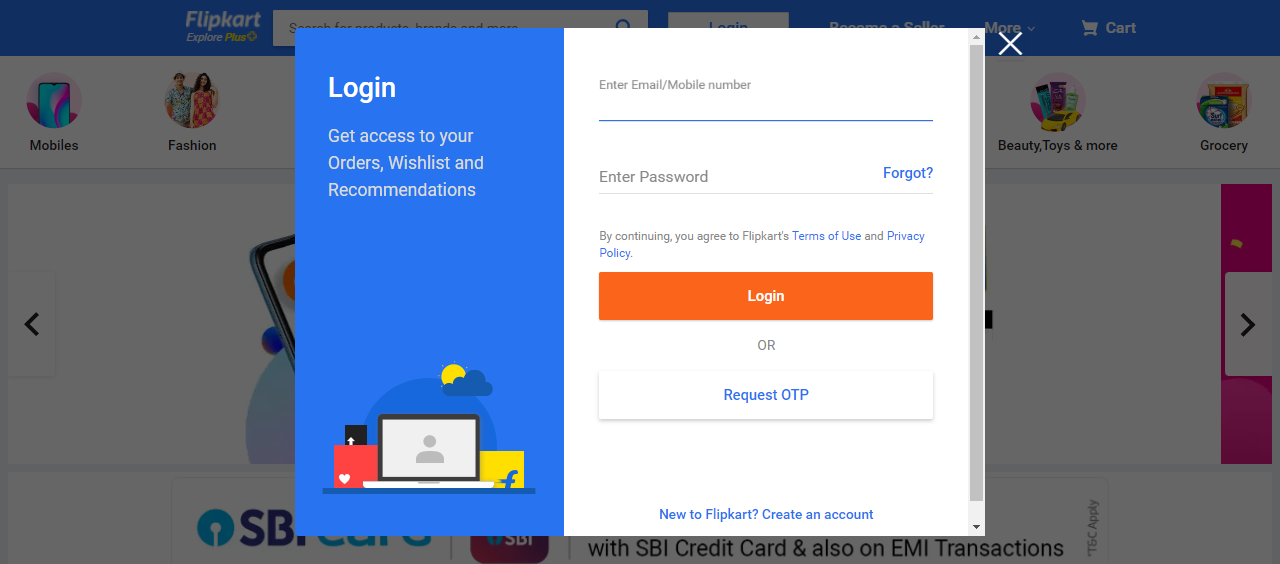 Flipkart
Explore Plus
Search for products, brands and more
Login
Become a Seller
More
Cart
Mobiles
Fashion
Beauty,Toys & more
Grocery
Login
Get access to your
Orders, Wishlist and
Recommendations
Enter Email/Mobile number
Enter Password
Forgot?
By continuing, you agree to Flipkart's Terms of Use and Privacy
Policy.
Login
OR
Request OTP
New to Flipkart? Create an account
SBI Card
SBI
with SBI Credit Card & also on EMI Transactions
*T&C Apply